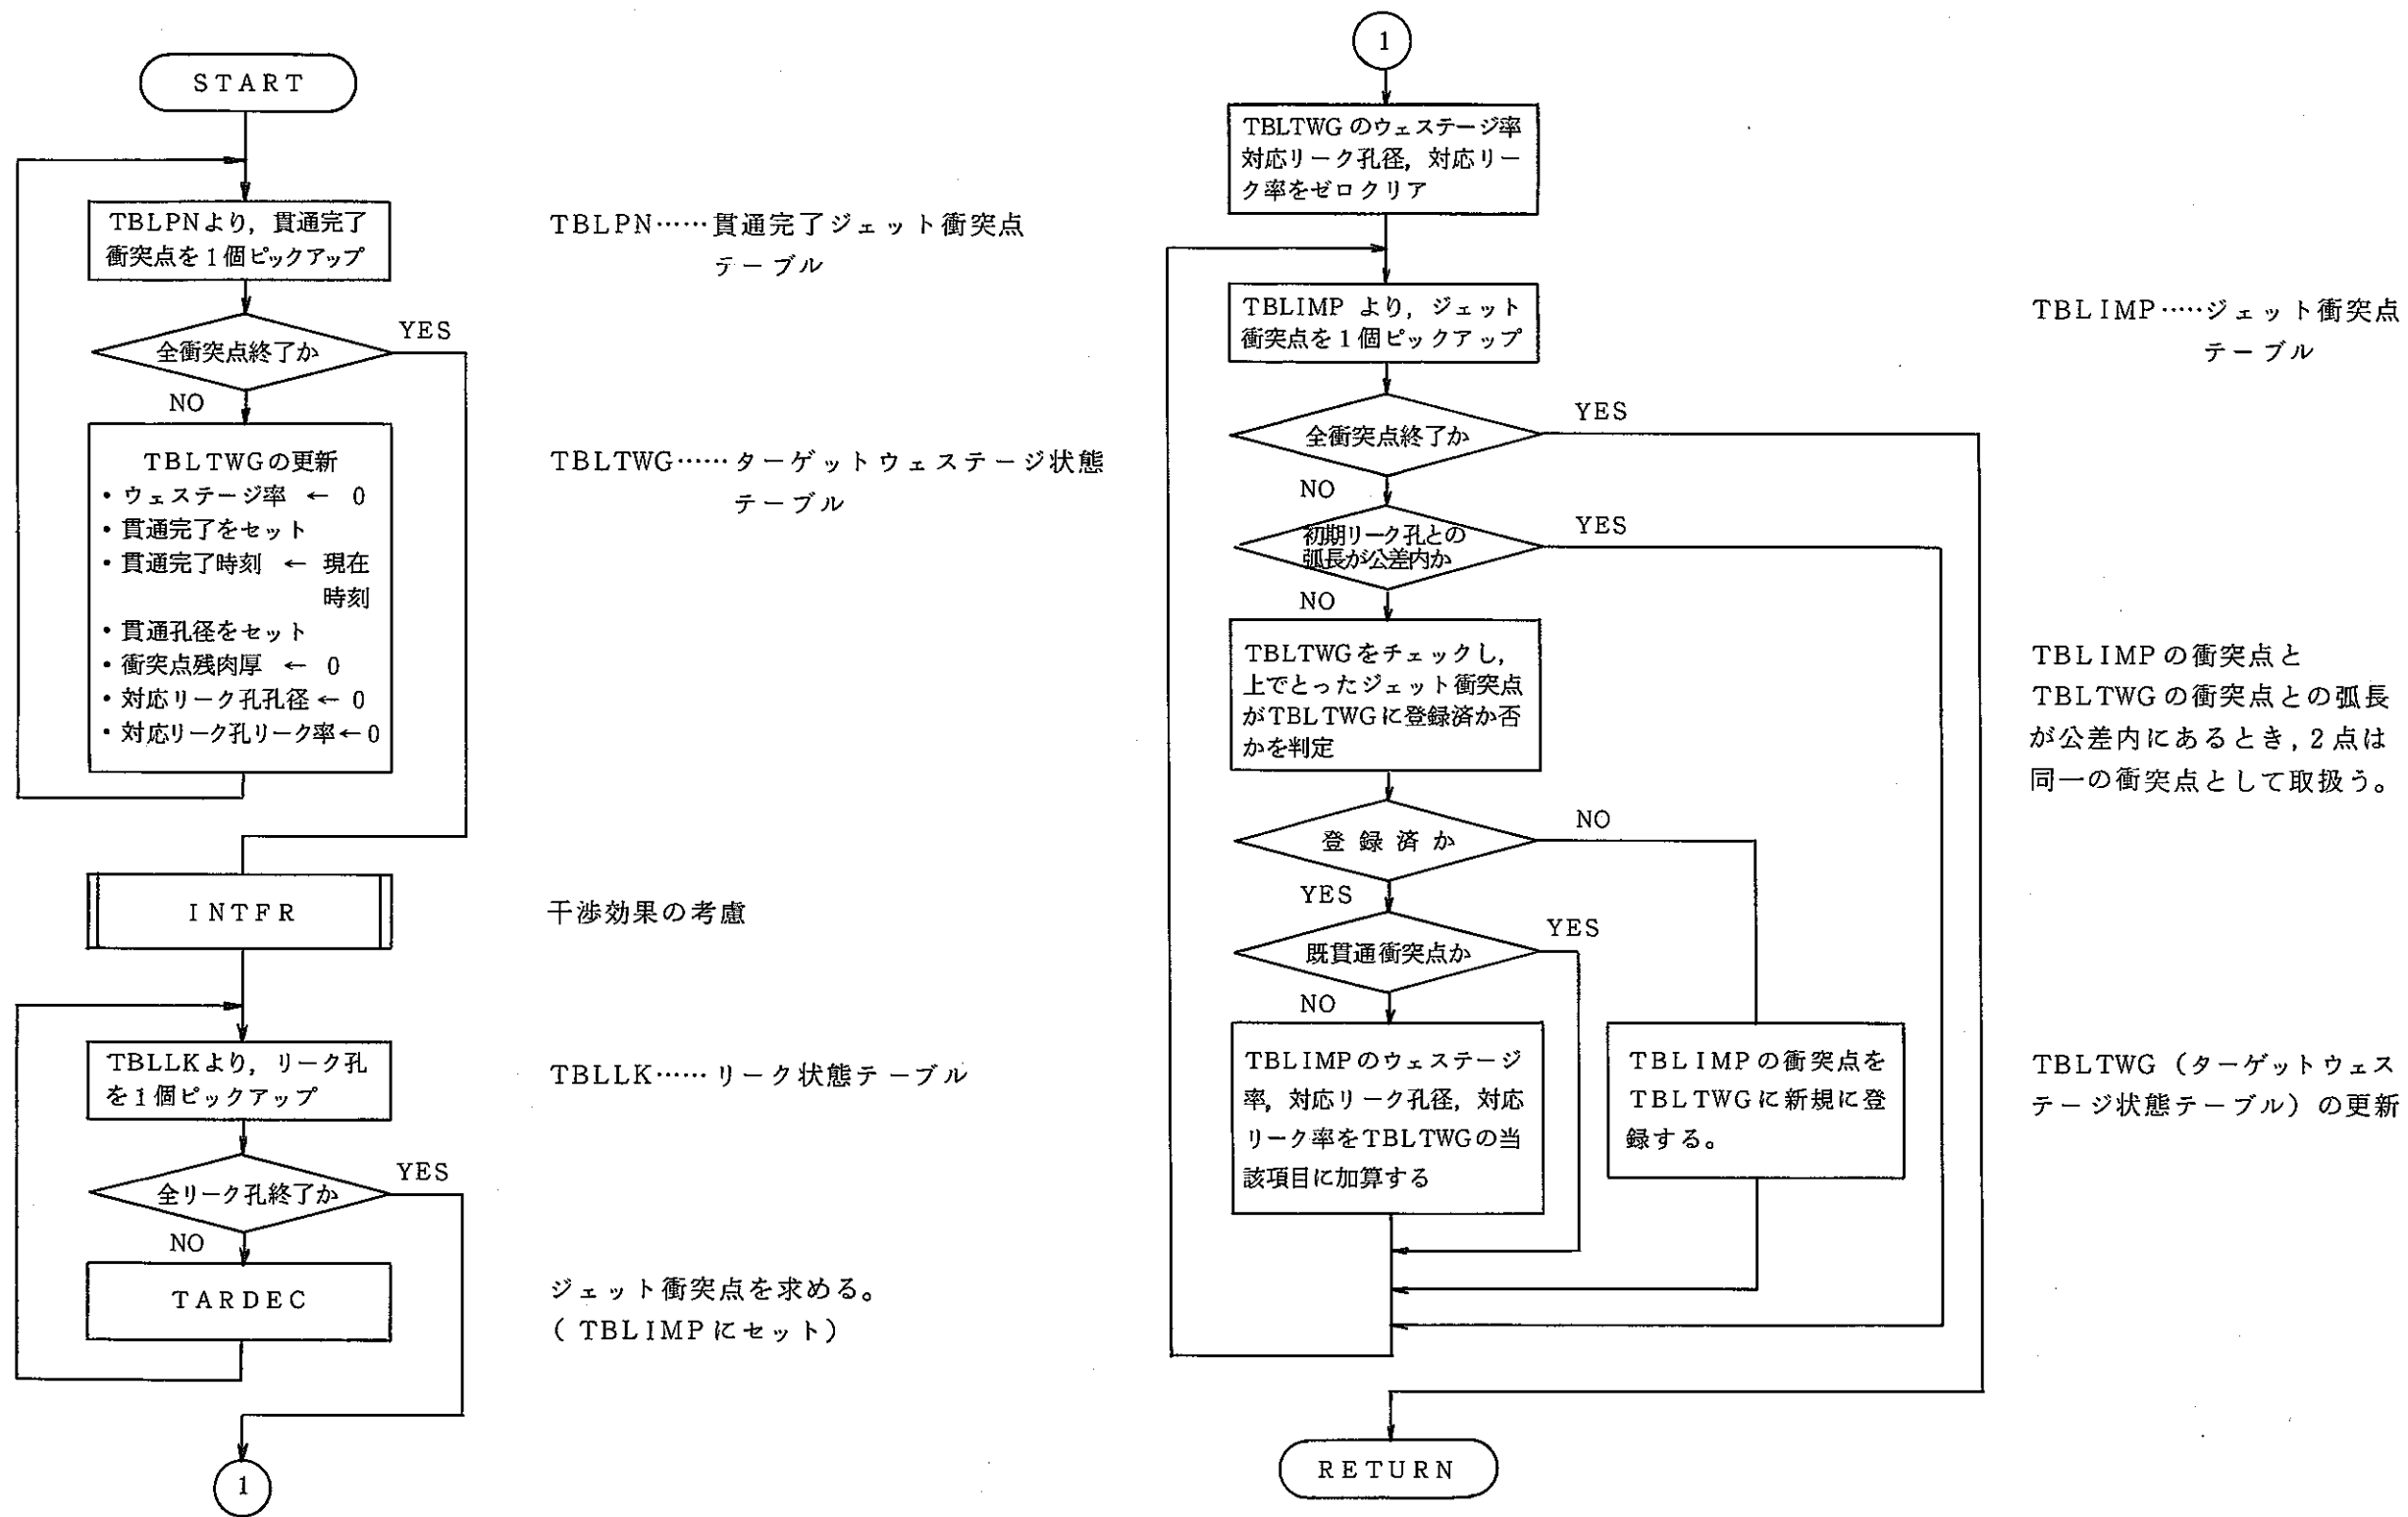 START
TBLPNより，貫通完了
衝突点を1個ピックアップ
TBLPN……貫通完了ジェット衝突点
テーブル
YES
全衝突点終了か
NO
TBLTWGの更新
・ウェステージ率 ← 0
・貫通完了をセット
・貫通完了時刻 ← 現在
時刻
・貫通孔径をセット
・衝突点残肉厚 ← 0
・対応リーク孔孔径← 0
・対応リーク孔リーク率←0
TBLTWG……ターゲットウェステージ状態
テーブル
INTFR
干渉効果の考慮
TBLLKより，リーク孔
を1個ピックアップ
TBLLK……リーク状態テーブル
YES
全リーク孔終了か
NO
TARDEC
ジェット衝突点を求める。
（TBLIMPにセット）
1
1
TBLTWGのウェステージ率
対応リーク孔径，対応リー
ク率をゼロクリア
TBLIMP より，ジェット
衝突点を1個ピックアップ
TBLIMP……ジェット衝突点
テーブル
YES
全衝突点終了か
NO
YES
初期リーク孔との
弧長が公差内か
NO
TBLTWGをチェックし，
上でとったジェット衝突点
がTBLTWGに登録済か否
かを判定
TBLIMPの衝突点と
TBLTWGの衝突点との弧長
が公差内にあるとき，2点は
同一の衝突点として取扱う。
NO
登録済か
YES
YES
既貫通衝突点か
NO
TBLIMPのウェステージ
率，対応リーク孔径，対応
リーク率をTBLTWGの当
該項目に加算する
TBLIMPの衝突点を
TBLTWGに新規に登
録する。
TBLTWG（ターゲットウェス
テージ状態テーブル）の更新
RETURN